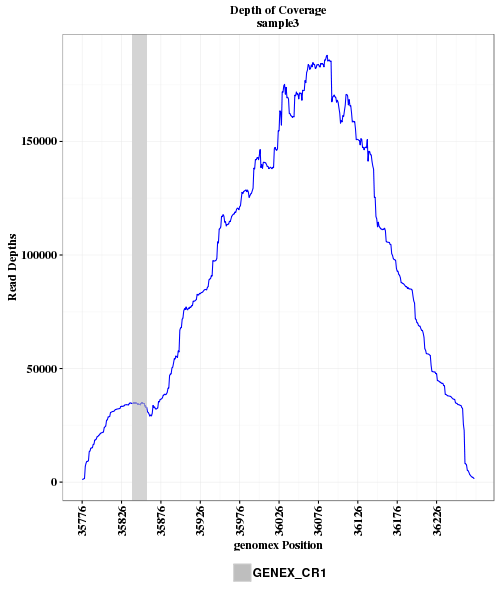 Depth of Coverage
sample3
Read Depths
150000
100000
50000
0
35776
35826
35876
35926
35976
36026
36076
36126
36176
36226
genomex Position
GENEX_CR1